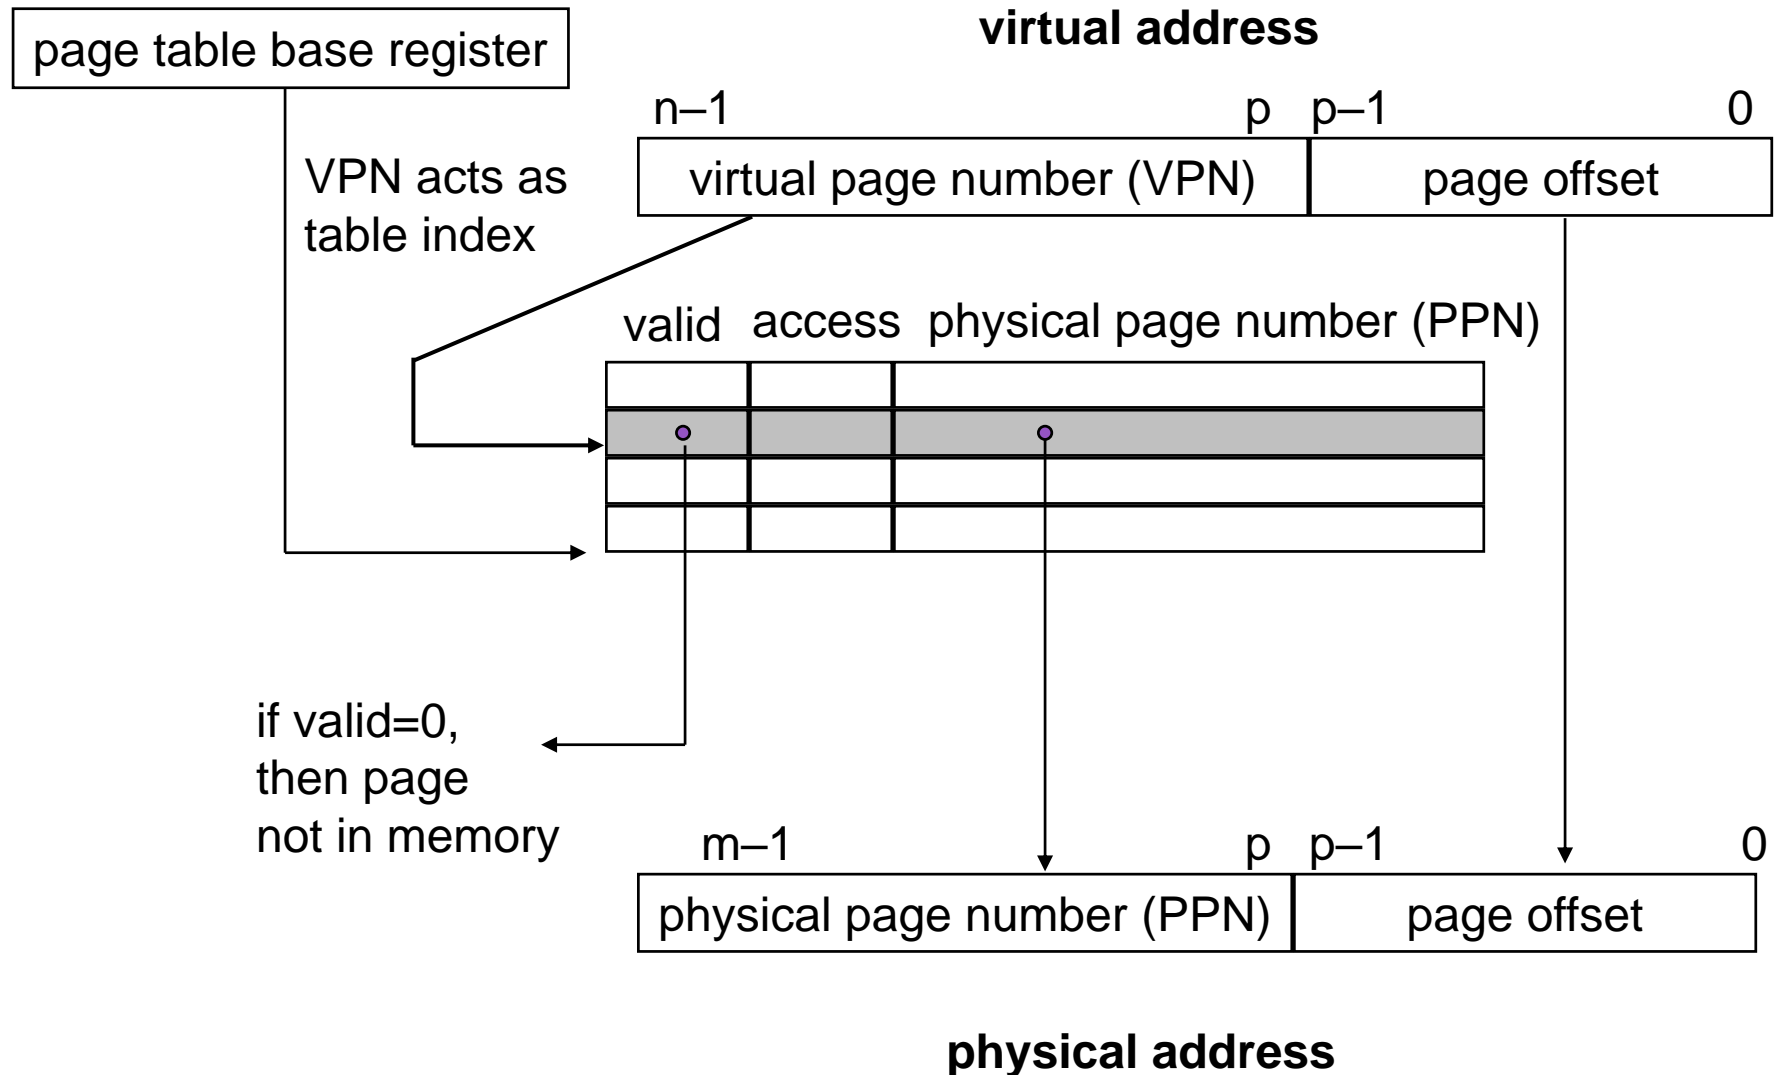 page table base register
virtual address
n–1 p p–1 0
virtual page number (VPN) page offset
VPN acts as
table index
valid access physical page number (PPN)
if valid=0,
then page
not in memory
m–1 p p–1 0
physical page number (PPN) page offset
physical address